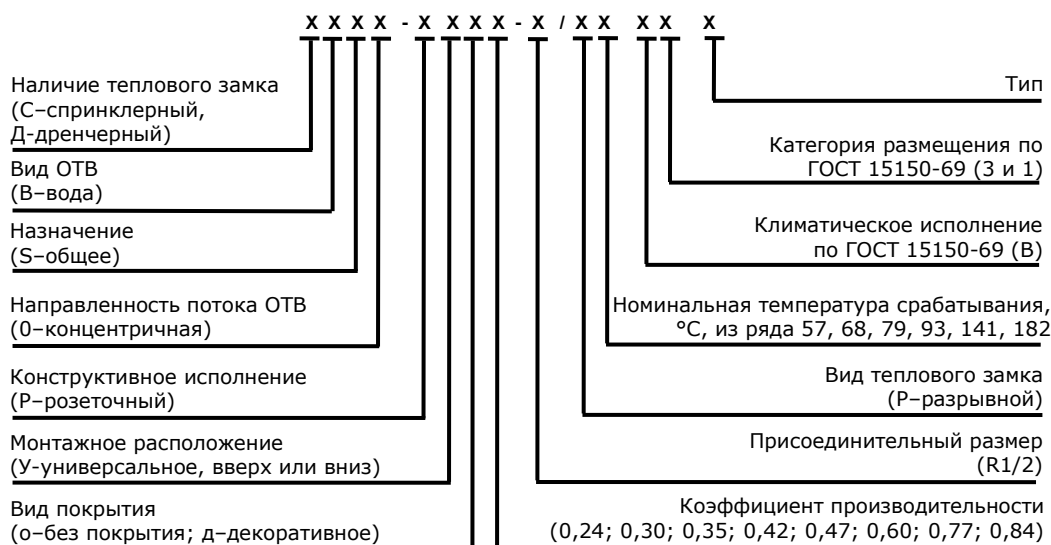 X X X X - X X X X - X / X X X X X
Наличие теплового замка
(С–спринклерный,
Д-дренчерный)
Вид ОТВ
(В–вода)
Назначение
(S–общее)
Направленность потока ОТВ
(0–концентричная)
Конструктивное исполнение
(Р–розеточный)
Монтажное расположение
(У-универсальное, вверх или вниз)
Вид покрытия
(о–без покрытия; д–декоративное)
Тип
Категория размещения по
ГОСТ 15150-69 (3 и 1)
Климатическое исполнение
по ГОСТ 15150-69 (В)
Номинальная температура срабатывания,
°С, из ряда 57, 68, 79, 93, 141, 182
Вид теплового замка
(Р–разрывной)
Присоединительный размер
(R1/2)
Коэффициент производительности
(0,24; 0,30; 0,35; 0,42; 0,47; 0,60; 0,77; 0,84)